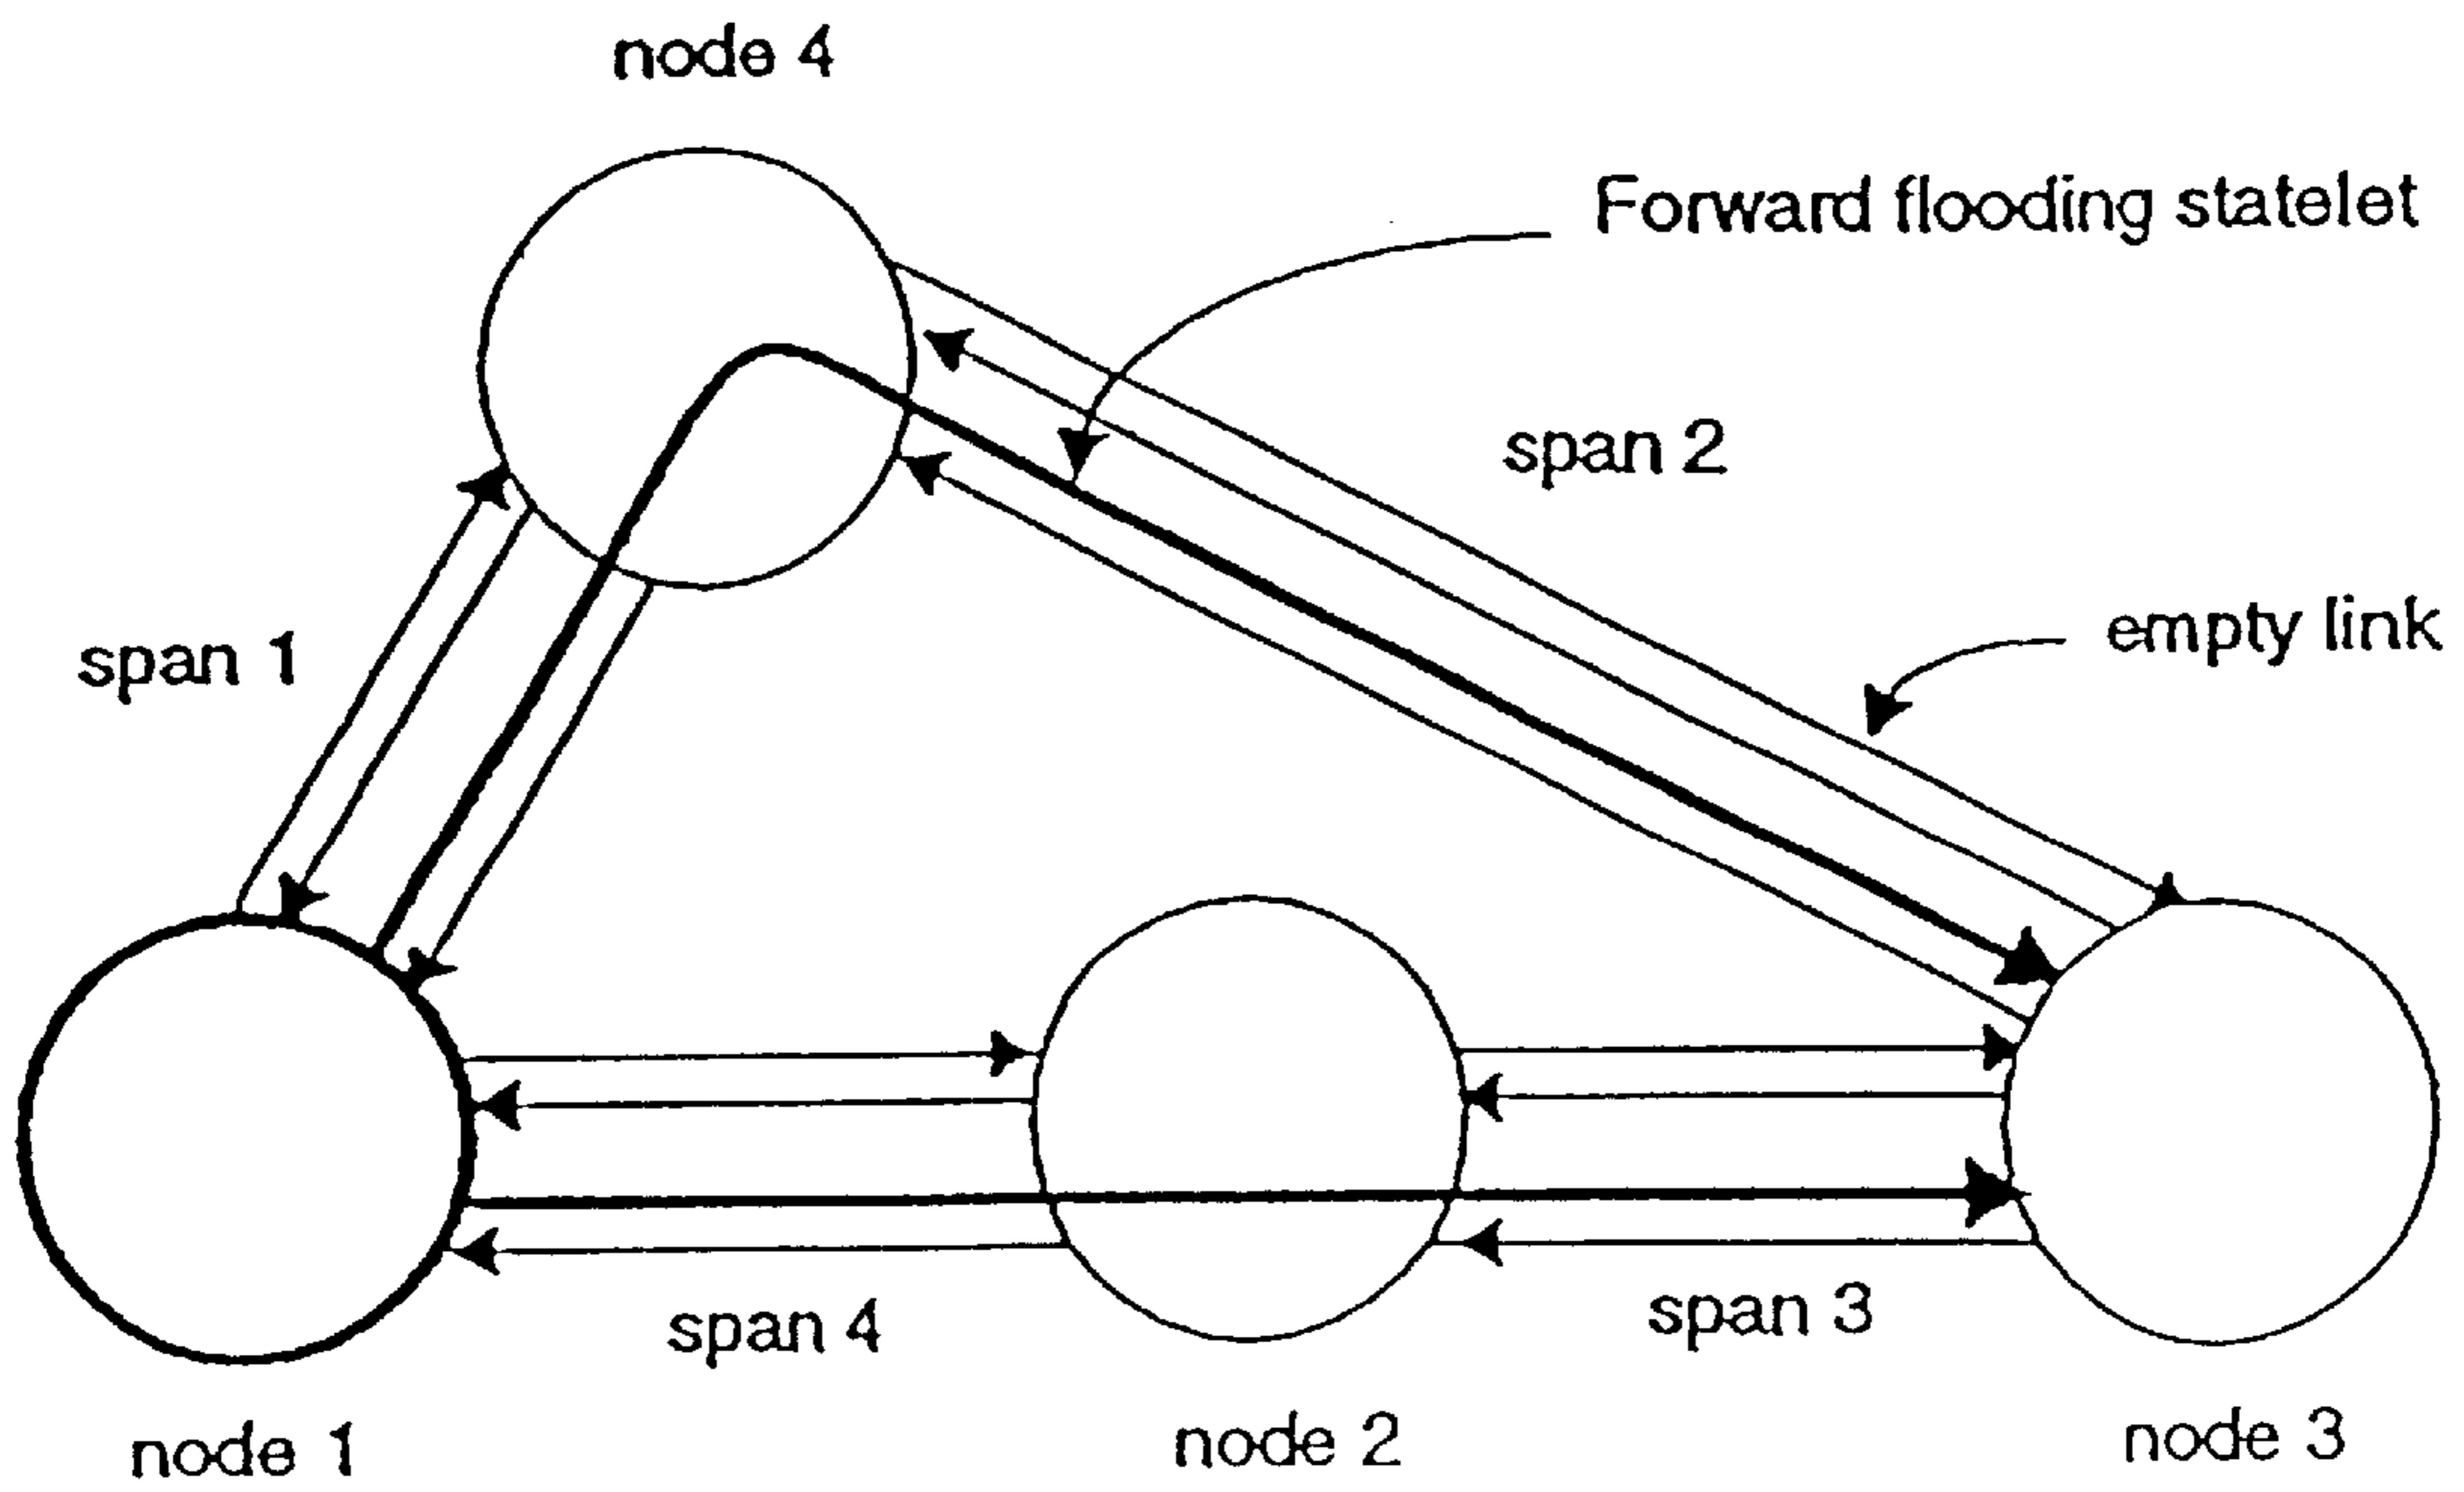 node 4
Forward flooding statelet
span 2
empty link
span 1
span 4
span 3
node 1
node 2
node 3